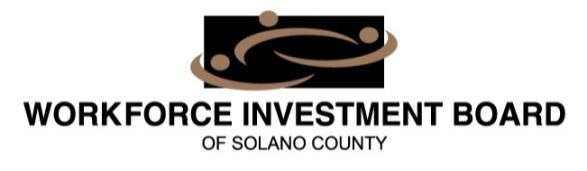 WORKFORCE INVESTMENT BOARD
OF SOLANO COUNTY